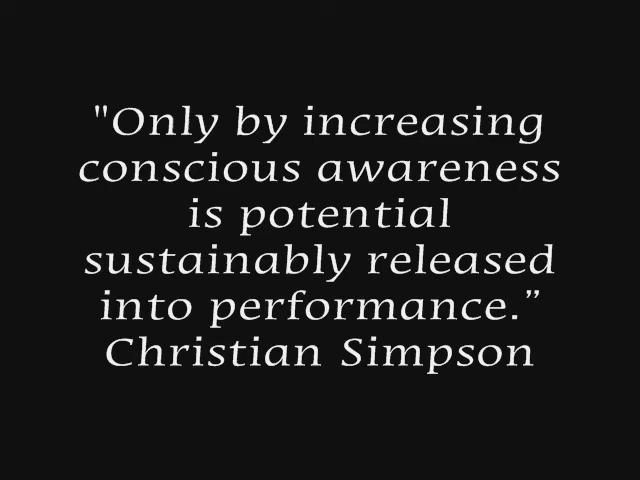 "Only by increasing
conscious awareness
is potential
sustainably released
into performance.”
Christian Simpson